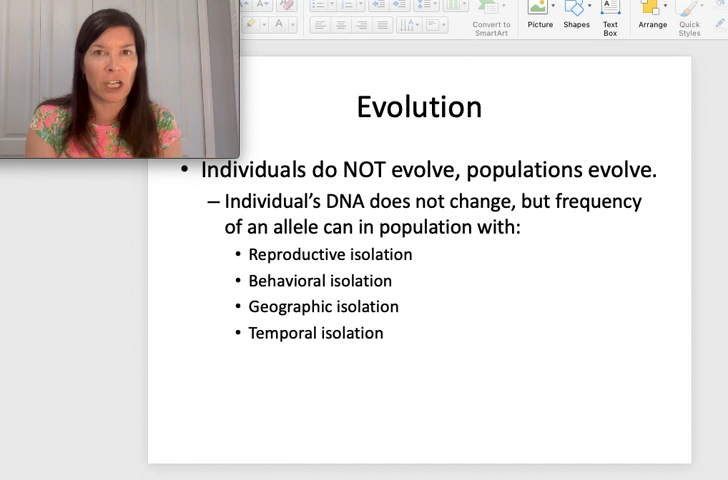 Convert to
SmartArt
Picture
Shapes
Text
Box
Arrange
Quick
Styles
Evolution
• Individuals do NOT evolve, populations evolve.
– Individual's DNA does not change, but frequency
of an allele can in population with:
• Reproductive isolation
• Behavioral isolation
• Geographic isolation
• Temporal isolation